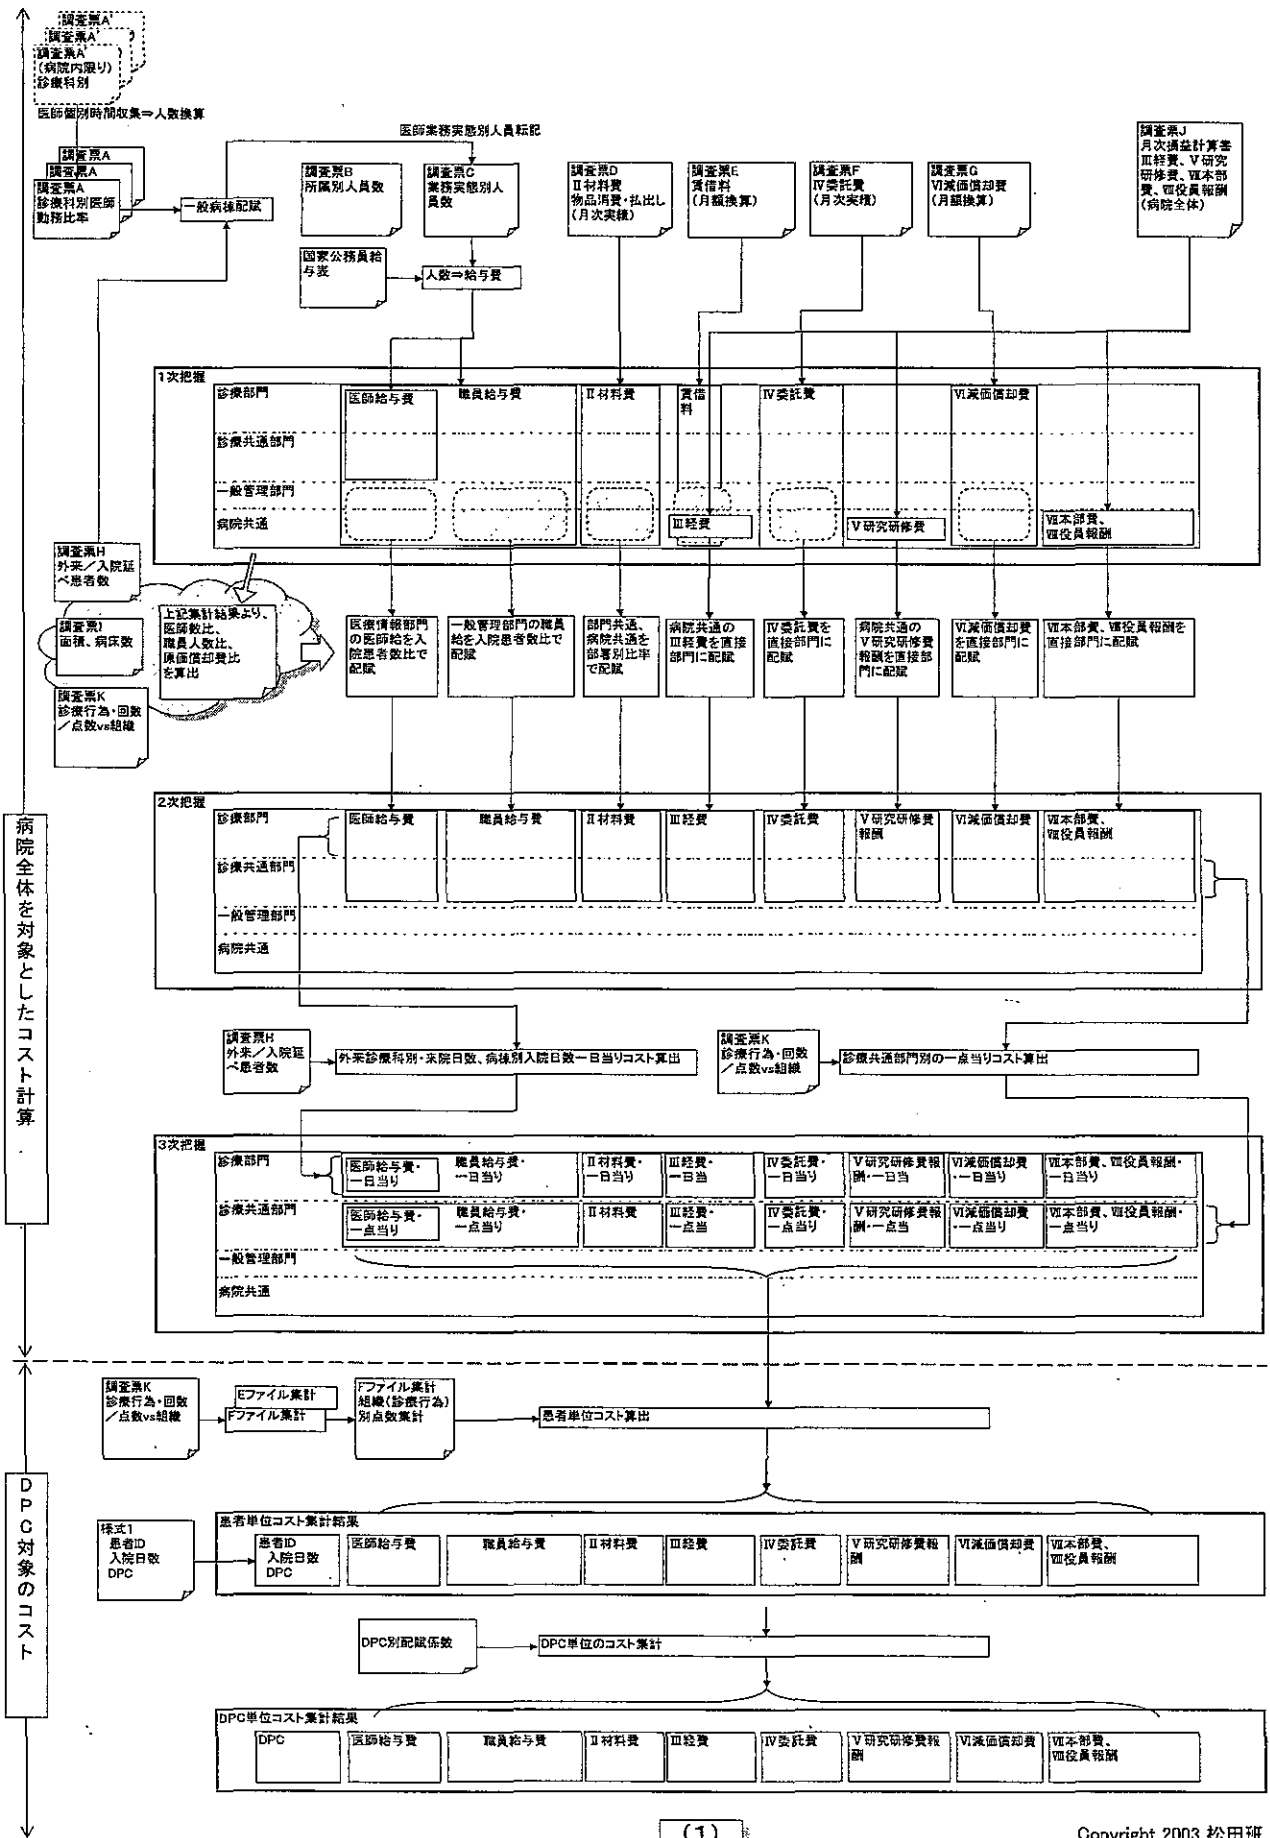 調査票A'
調査票A'
調査票A'
(病院内限り)
診療科別
医師個別時間収集⇒人数換算
調査票A
調査票A
調査票A
診療科別医師
勤務比率
一般病棟配賦
医師業務実態別人員転記
調査票B
所属別人員数
調査票C
業務実態別人
員数
国家公務員給
与表
人数⇒給与費
調査票D
Ⅱ材料費
物品消費・払出し
(月次実績)
調査票E
賃借料
(月額換算)
調査票F
Ⅳ委託費
(月次実績)
調査票G
Ⅵ減価償却費
(月額換算)
調査票J
月次損益計算書
Ⅲ経費、Ⅴ研究
研修費、Ⅶ本部
費、Ⅷ役員報酬
(病院全体)
1次把握
診療部門
医師給与費
職員給与費
Ⅱ材料費
賃借
料
Ⅳ委託費
Ⅵ減価償却費
診療共通部門
一般管理部門
病院共通
Ⅲ経費
Ⅴ研究研修費
Ⅶ本部費、
Ⅷ役員報酬
調査票H
外来/入院延
べ患者数
調査票I
面積、病床数
調査票K
診療行為・回数
/点数vs組織
上記集計結果より、
医師数比、
職員人数比、
原価償却費比
を算出
医療情報部門
の医師給を入
院患者数比で
配賦
一般管理部門の職員
給を入院患者数比で
配賦
部門共通、
病院共通を
部署別比率
で配賦
病院共通の
Ⅲ経費を直接
部門に配賦
Ⅳ委託費を
直接部門に
配賦
病院共通の
Ⅴ研究研修費
報酬を直接部
門に配賦
Ⅵ減価償却費
を直接部門に
配賦
Ⅶ本部費、Ⅷ役員報酬を
直接部門に配賦
病院全体を対象としたコスト計算
2次把握
診療部門
医師給与費
職員給与費
Ⅱ材料費
Ⅲ経費
Ⅳ委託費
Ⅴ研究研修費
報酬
Ⅵ減価償却費
Ⅶ本部費、
Ⅷ役員報酬
診療共通部門
一般管理部門
病院共通
調査票H
外来/入院延
べ患者数
外来診療科別・来院日数、病棟別入院日数一日当りコスト算出
調査票K
診療行為・回数
/点数vs組織
診療共通部門別の一点当りコスト算出
3次把握
診療部門
医師給与費・
一日当り
職員給与費・
一日当り
Ⅱ材料費・
一日当り
Ⅲ経費・
一日当
Ⅳ委託費・
一日当り
Ⅴ研究研修費報
酬・一日当
Ⅵ減価償却費
・一日当り
Ⅶ本部費、Ⅷ役員報酬・
一日当り
診療共通部門
医師給与費・
一点当り
職員給与費・
一点当り
Ⅱ材料費
Ⅲ経費・
一点当
Ⅳ委託費・
一点当り
Ⅴ研究研修費報
酬・一点当
Ⅵ減価償却費
・一点当り
Ⅶ本部費、Ⅷ役員報酬・
一点当り
一般管理部門
病院共通
DPC対象のコスト
調査票K
診療行為・回数
/点数vs組織
Eファイル集計
Fファイル集計
Fファイル集計
組織(診療行為)
別点数集計
患者単位コスト算出
様式1
患者ID
入院日数
DPC
患者単位コスト集計結果
患者ID
入院日数
DPC
医師給与費
職員給与費
Ⅱ材料費
Ⅲ経費
Ⅳ委託費
Ⅴ研究研修費報
酬
Ⅵ減価償却費
Ⅶ本部費、
Ⅷ役員報酬
DPC別配賦係数
DPC単位のコスト集計
DPC単位コスト集計結果
DPC
医師給与費
職員給与費
Ⅱ材料費
Ⅲ経費
Ⅳ委託費
Ⅴ研究研修費報
酬
Ⅵ減価償却費
Ⅶ本部費、
Ⅷ役員報酬
(1)
Copyright 2003 松田班